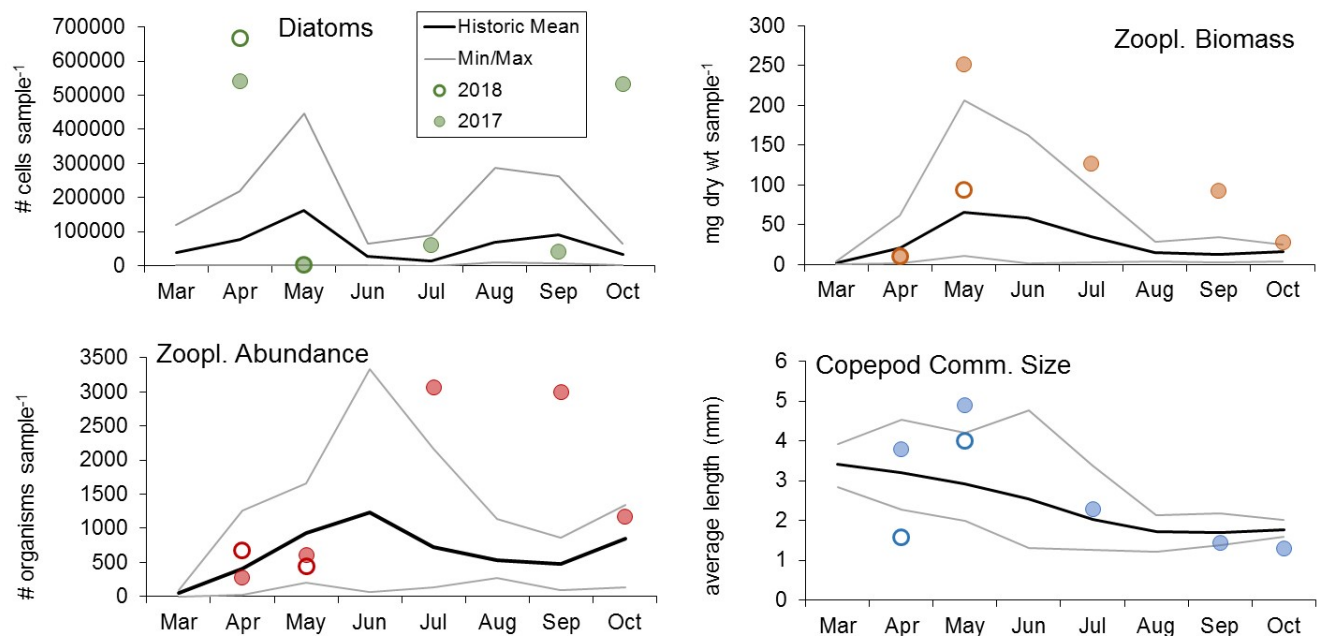 Diatoms
# cells sample-1
700000
600000
500000
400000
300000
200000
100000
0
Mar Apr May Jun Jul Aug Sep Oct
Historic Mean
Min/Max
2018
2017
Zoopl. Biomass
mg dry wt sample-1
300
250
200
150
100
50
0
Mar Apr May Jun Jul Aug Sep Oct
Zoopl. Abundance
# organisms sample-1
3500
3000
2500
2000
1500
1000
500
0
Mar Apr May Jun Jul Aug Sep Oct
Copepod Comm. Size
average length (mm)
6
5
4
3
2
1
0
Mar Apr May Jun Jul Aug Sep Oct